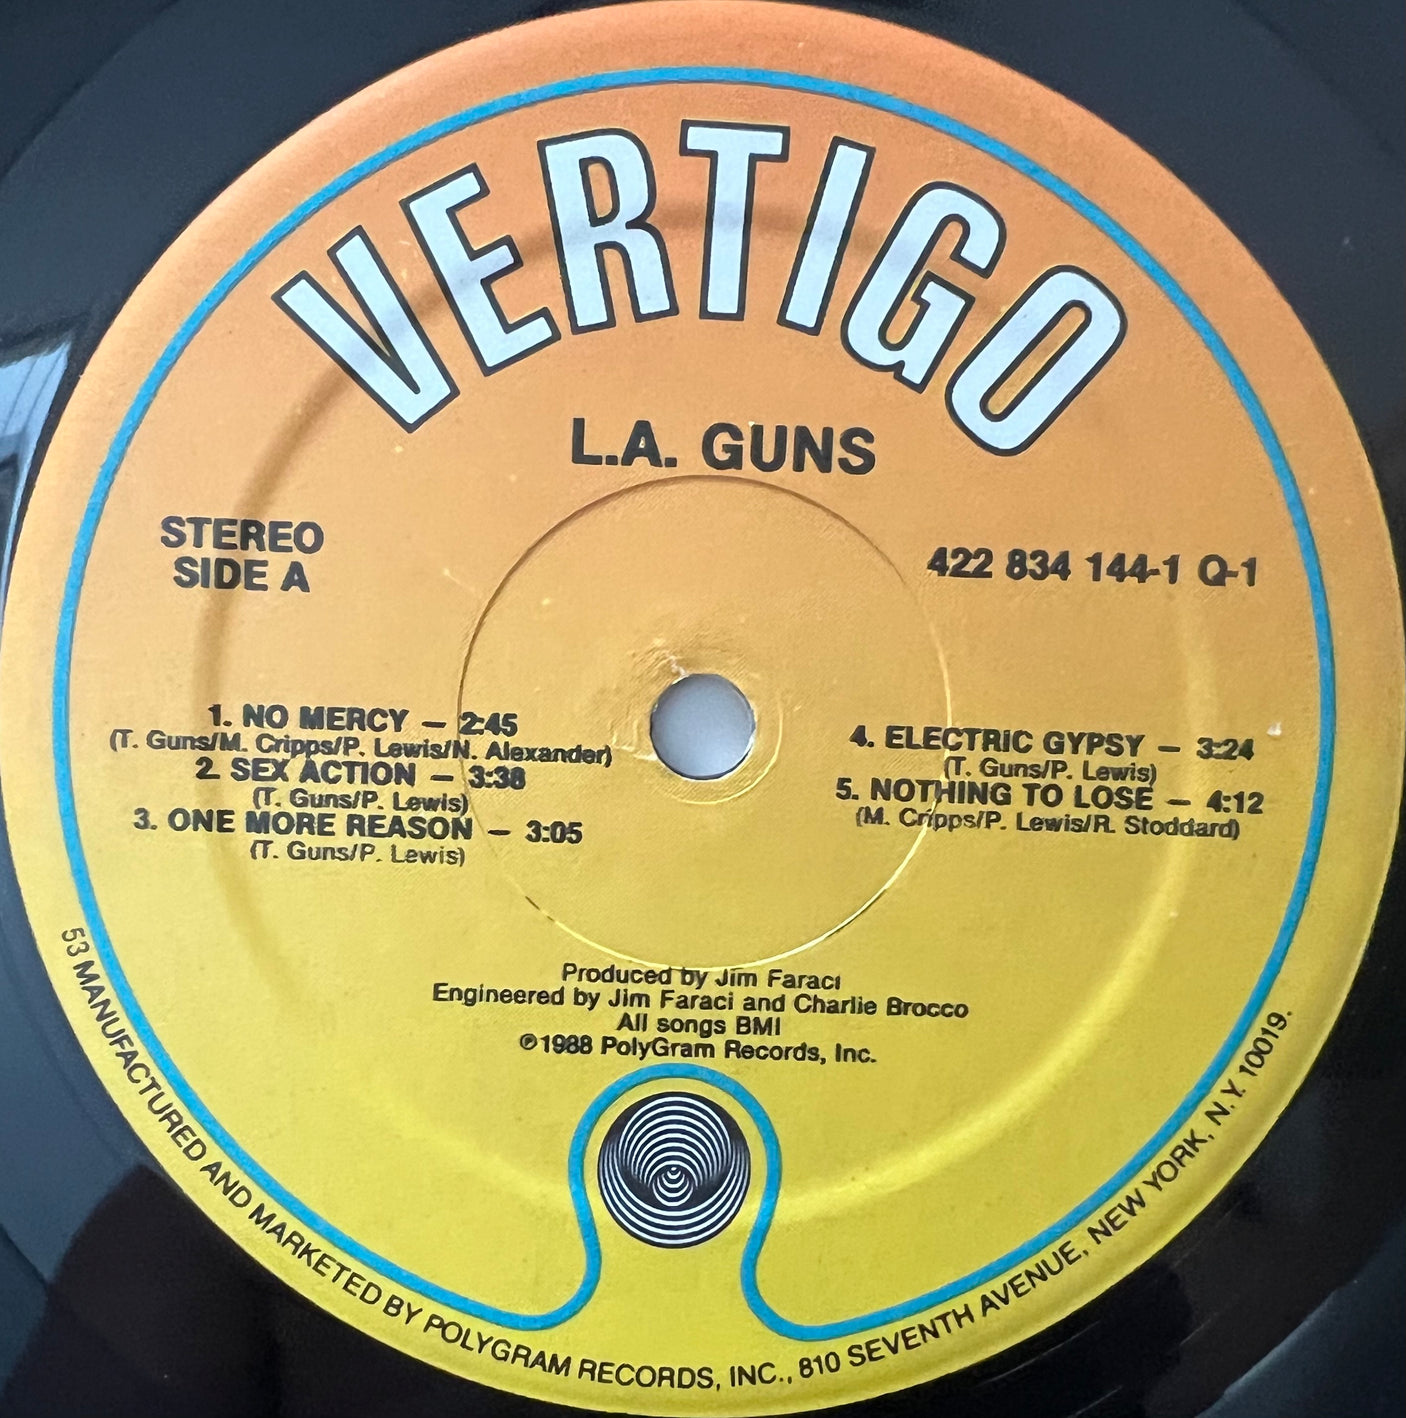 VERTIGO
L.A. GUNS
STEREO
SIDE A
422 834 144-1 Q-1
1. NO MERCY — 2:45
(T. Guns/M. Cripps/P. Lewis/N. Alexander)
2. SEX ACTION — 3:38
(T. Guns/P. Lewis)
3. ONE MORE REASON — 3:05
(T. Guns/P. Lewis)
4. ELECTRIC GYPSY — 3:24
(T. Guns/P. Lewis)
5. NOTHING TO LOSE — 4:12
(M. Cripps/P. Lewis/R. Stoddard)
Produced by Jim Faraci
Engineered by Jim Faraci and Charlie Brocco
All songs BMI
℗1988 PolyGram Records, Inc.
53 MANUFACTURED AND MARKETED BY POLYGRAM RECORDS, INC., 810 SEVENTH AVENUE, NEW YORK, N.Y. 10019.